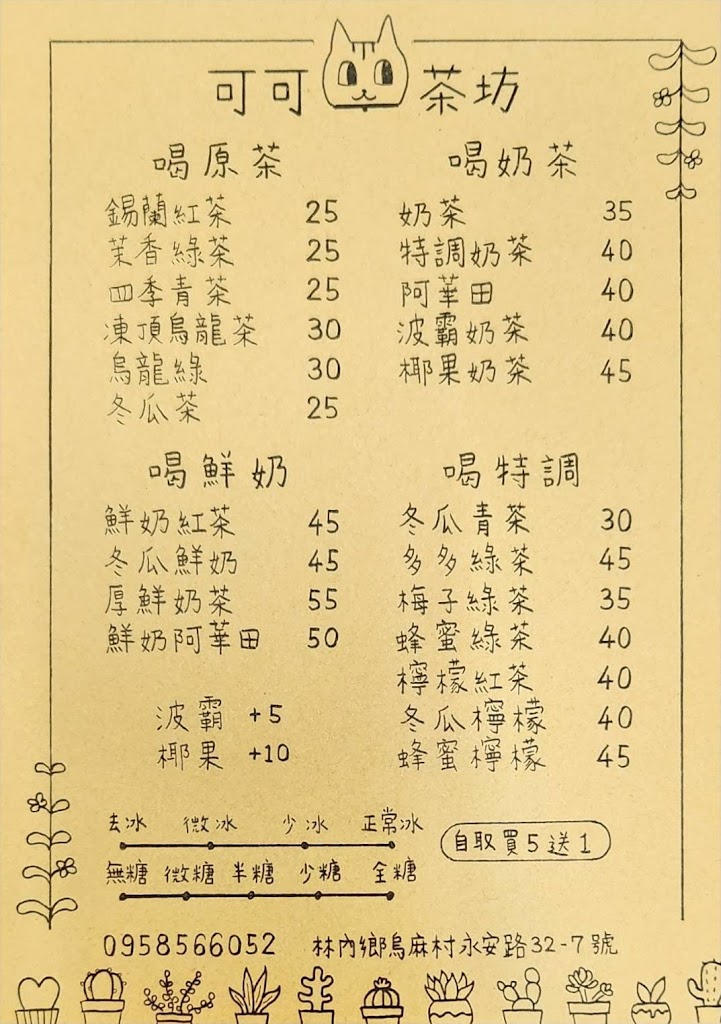 可可茶坊
喝原茶
錫蘭紅茶 25
茉香綠茶 25
四季青茶 25
凍頂烏龍茶 30
烏龍綠 30
冬瓜茶 25
喝奶茶
奶茶 35
特調奶茶 40
阿華田 40
波霸奶茶 40
椰果奶茶 45
喝鮮奶
鮮奶紅茶 45
冬瓜鮮奶 45
厚鮮奶茶 55
鮮奶阿華田 50
波霸 +5
椰果 +10
喝特調
冬瓜青茶 30
多多綠茶 45
梅子綠茶 35
蜂蜜綠茶 40
檸檬紅茶 40
冬瓜檸檬 40
蜂蜜檸檬 45
去冰 微冰 少冰 正常冰
無糖 微糖 半糖 少糖 全糖
自取買5送1
0958566052 林內鄉烏麻村永安路32-7號